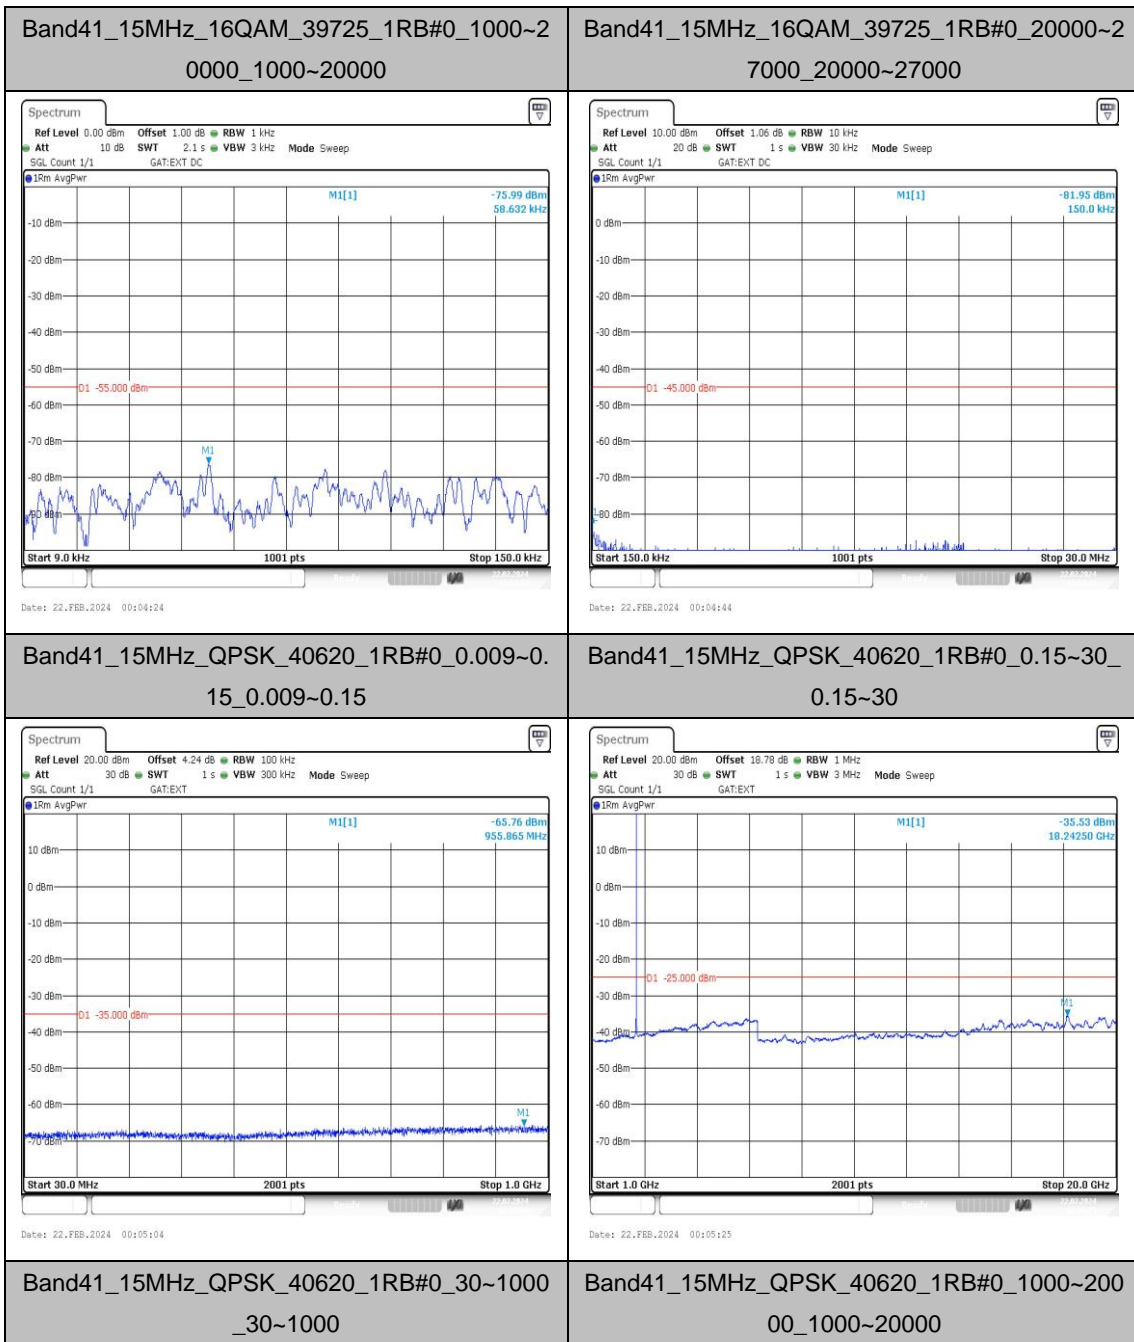 Band41_15MHz_16QAM_39725_1RB#0_1000~2
0000_1000~20000
Band41_15MHz_16QAM_39725_1RB#0_20000~2
7000_20000~27000
Spectrum
Ref Level 0.00 dBm Offset 1.00 dB RBW 1 kHz
Att 10 dB SWT 2.1 s VBW 3 kHz Mode Sweep
SGL Count 1/1 GAT:EXT DC
1Rm AvgPwr
M1[1] -75.99 dBm
58.632 kHz
-10 dBm
-20 dBm
-30 dBm
-40 dBm
-50 dBm
D1 -55.000 dBm
-60 dBm
-70 dBm
M1
-80 dBm
-90 dBm
Start 9.0 kHz 1001 pts Stop 150.0 kHz
Date: 22.FEB.2024 00:04:24
Spectrum
Ref Level 10.00 dBm Offset 1.06 dB RBW 10 kHz
Att 20 dB SWT 1 s VBW 30 kHz Mode Sweep
SGL Count 1/1 GAT:EXT DC
1Rm AvgPwr
M1[1] -81.95 dBm
150.0 kHz
0 dBm
-10 dBm
-20 dBm
-30 dBm
-40 dBm
D1 -45.000 dBm
-50 dBm
-60 dBm
-70 dBm
-80 dBm
Start 150.0 kHz 1001 pts Stop 30.0 MHz
Date: 22.FEB.2024 00:04:44
Band41_15MHz_QPSK_40620_1RB#0_0.009~0.
15_0.009~0.15
Band41_15MHz_QPSK_40620_1RB#0_0.15~30_
0.15~30
Spectrum
Ref Level 20.00 dBm Offset 4.24 dB RBW 100 kHz
Att 30 dB SWT 1 s VBW 300 kHz Mode Sweep
SGL Count 1/1 GAT:EXT
1Rm AvgPwr
M1[1] -65.76 dBm
955.865 MHz
10 dBm
0 dBm
-10 dBm
-20 dBm
-30 dBm
D1 -35.000 dBm
-40 dBm
-50 dBm
-60 dBm
M1
-70 dBm
Start 30.0 MHz 2001 pts Stop 1.0 GHz
Date: 22.FEB.2024 00:05:04
Spectrum
Ref Level 20.00 dBm Offset 18.78 dB RBW 1 MHz
Att 30 dB SWT 1 s VBW 3 MHz Mode Sweep
SGL Count 1/1 GAT:EXT
1Rm AvgPwr
M1[1] -35.53 dBm
18.24250 GHz
10 dBm
0 dBm
-10 dBm
-20 dBm
D1 -25.000 dBm
-30 dBm
M1
-40 dBm
-50 dBm
-60 dBm
-70 dBm
Start 1.0 GHz 2001 pts Stop 20.0 GHz
Date: 22.FEB.2024 00:05:25
Band41_15MHz_QPSK_40620_1RB#0_30~1000
_30~1000
Band41_15MHz_QPSK_40620_1RB#0_1000~200
00_1000~20000